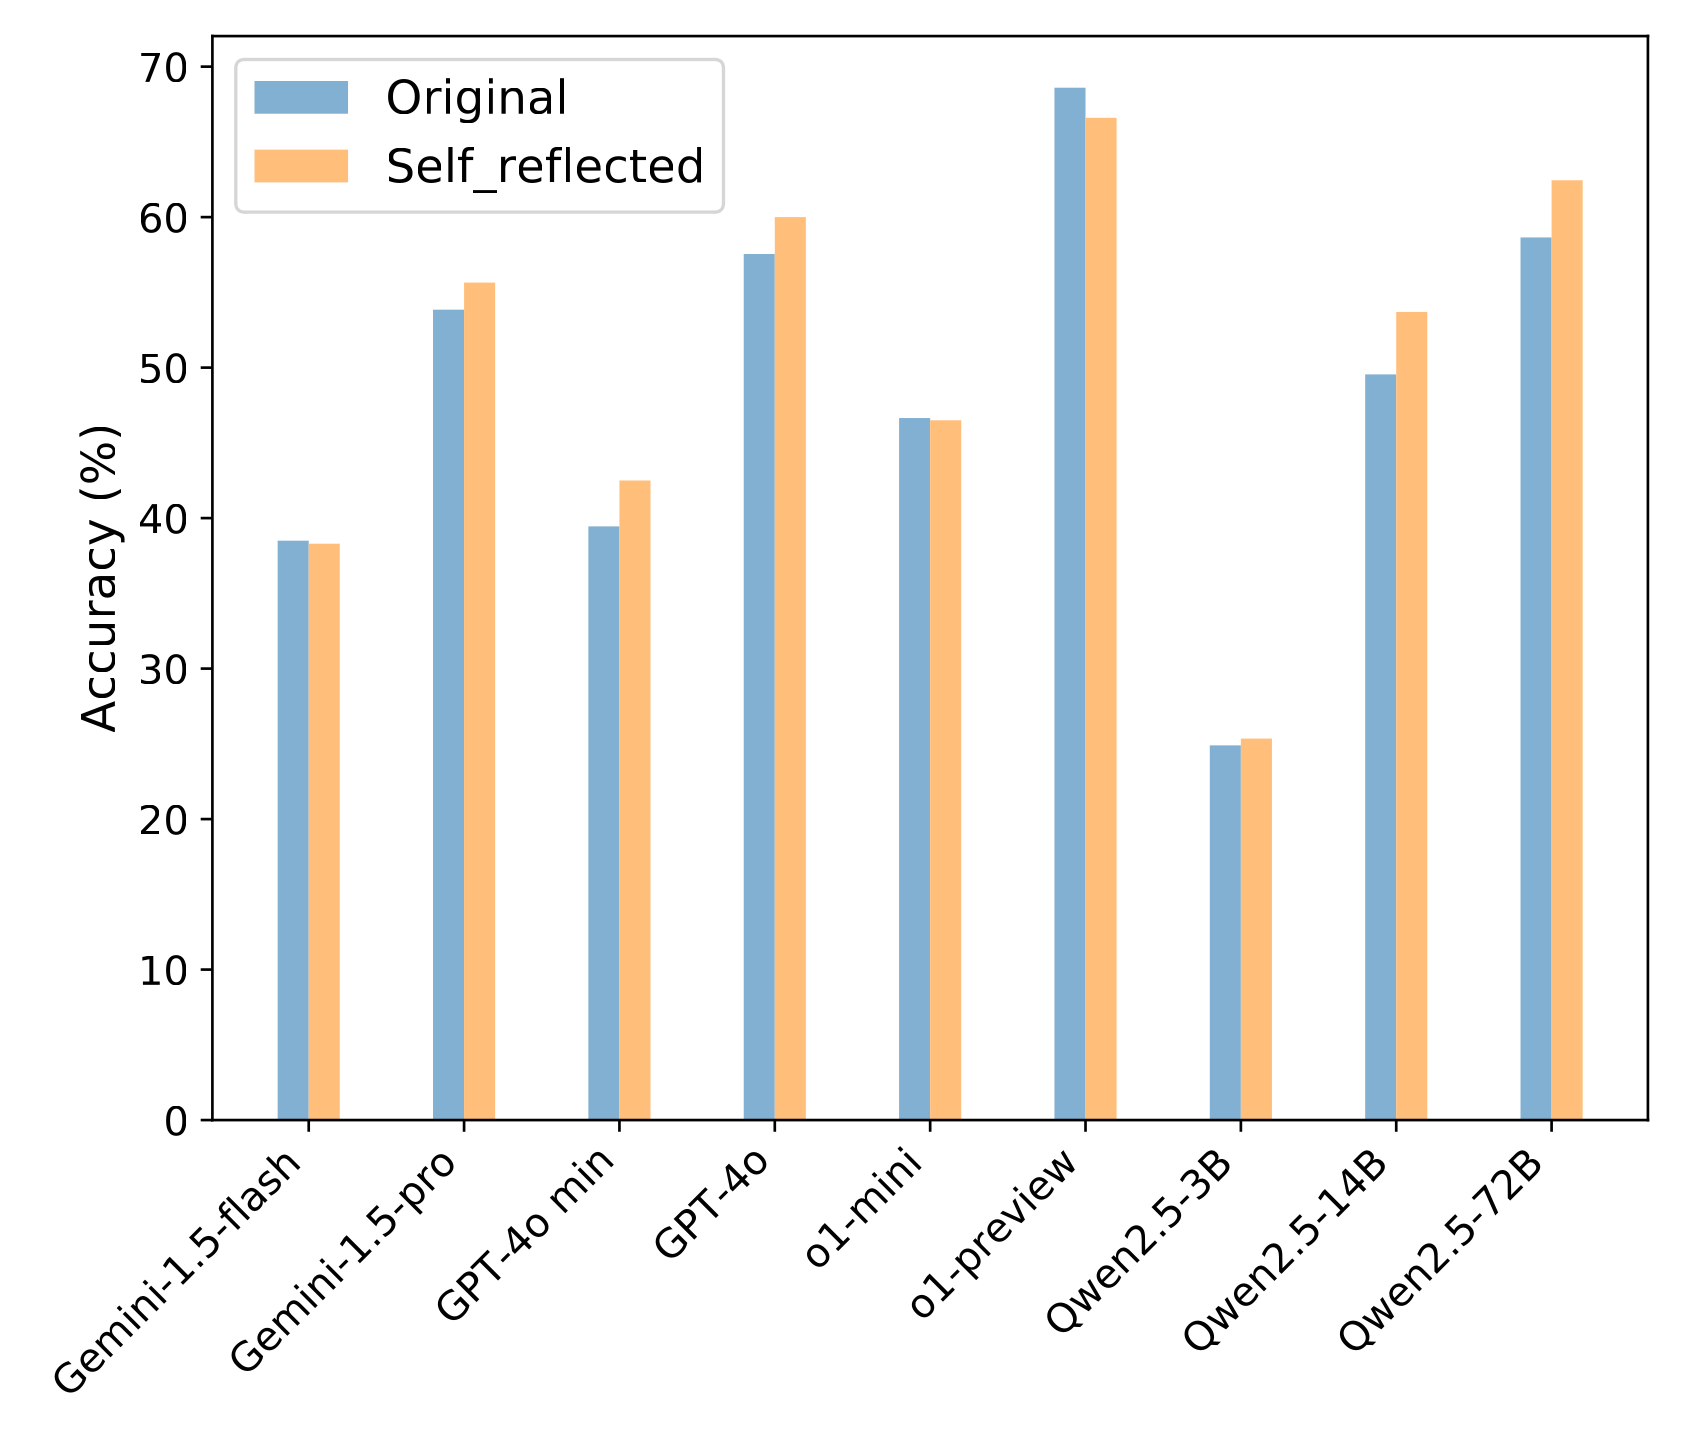 Original
Self_reflected
Accuracy (%)
70
60
50
40
30
20
10
0
Gemini-1.5-flash
Gemini-1.5-pro
GPT-4o min
GPT-4o
o1-mini
o1-preview
Qwen2.5-3B
Qwen2.5-14B
Qwen2.5-72B